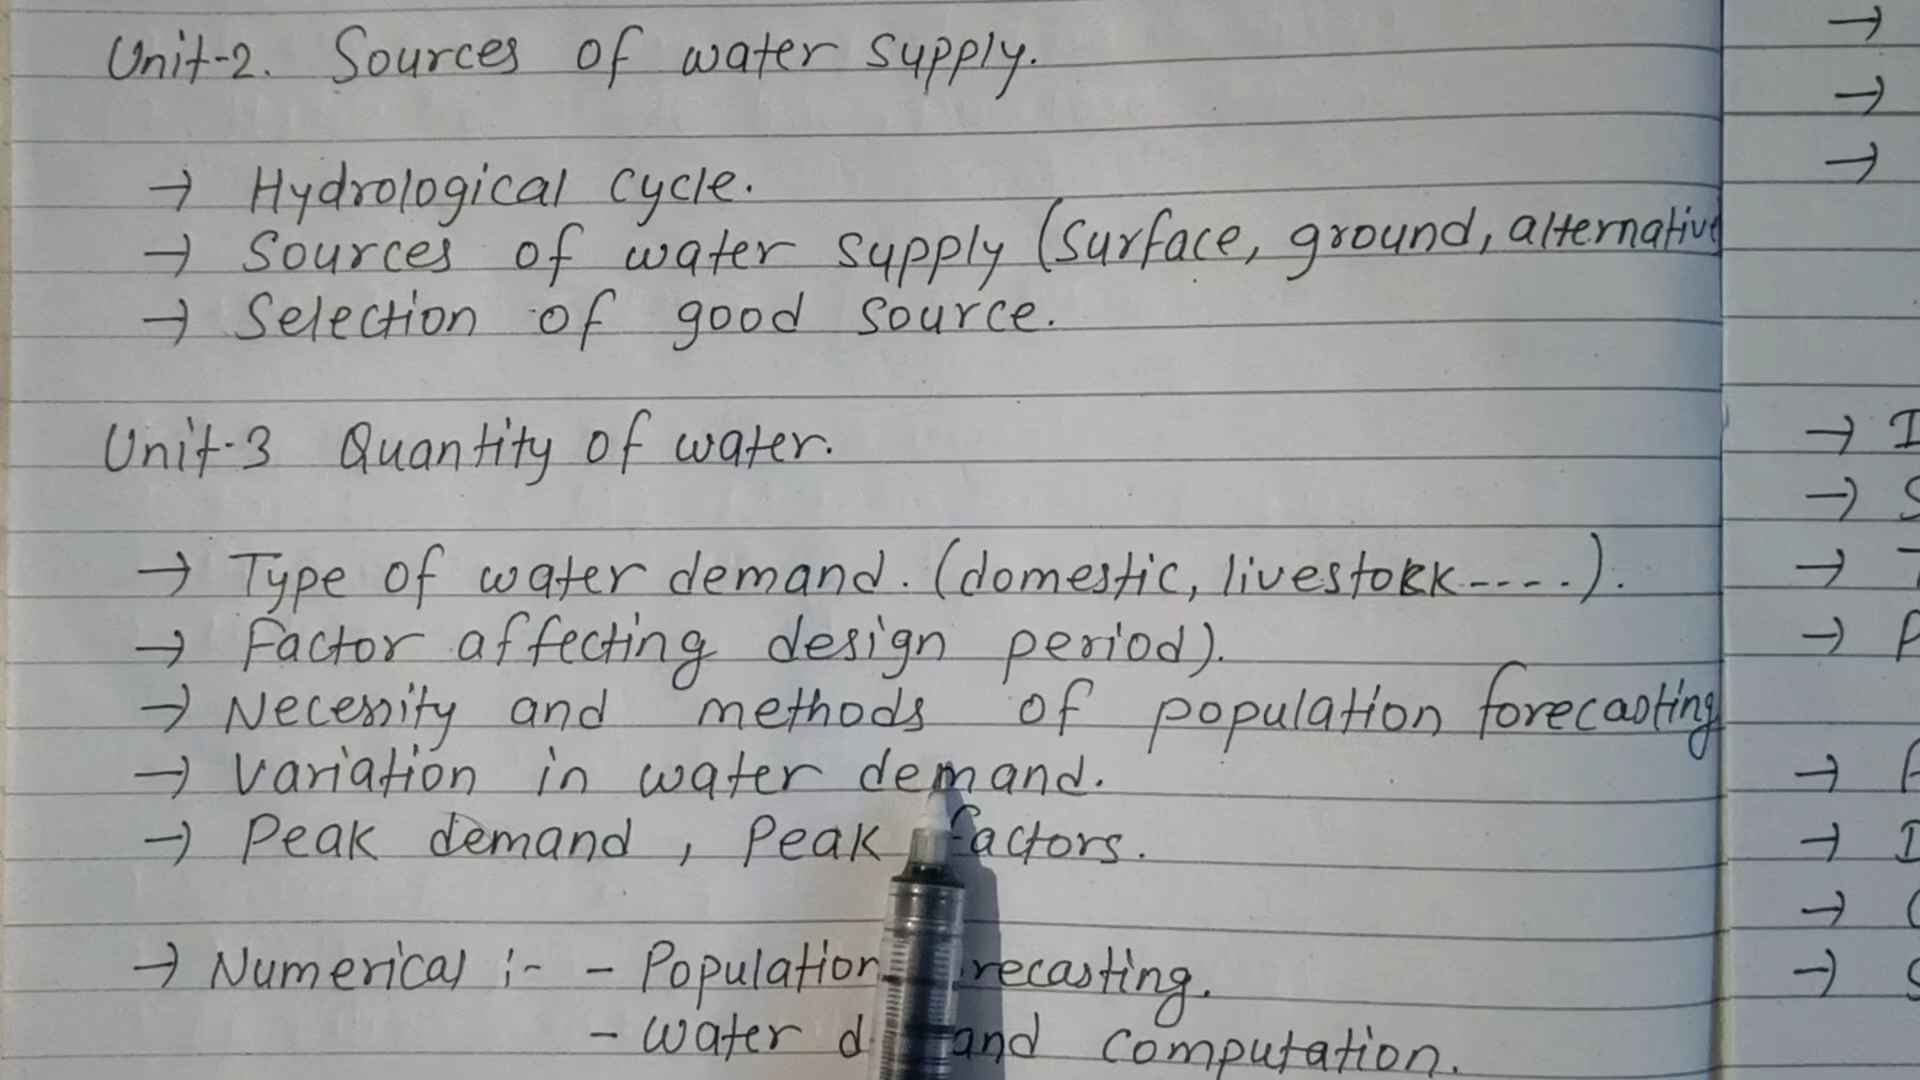 Unit-2. Sources of water supply.
→ Hydrological cycle.
→ Sources of water supply (surface, ground, alternative
→ Selection of good source.
Unit-3 Quantity of water.
→ Type of water demand. (domestic, livestock-----).
→ Factor affecting design period).
→ Necessity and methods of population forecasting
→ Variation in water demand.
→ Peak demand, Peak factors.
→ Numerical :- - Population recasting.
- Water d and computation.